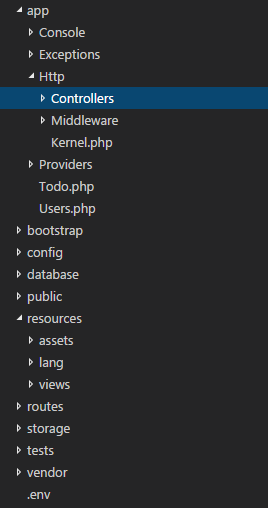 app
Console
Exceptions
Http
Controllers
Middleware
Kernel.php
Providers
Todo.php
Users.php
bootstrap
config
database
public
resources
assets
lang
views
routes
storage
tests
vendor
.env